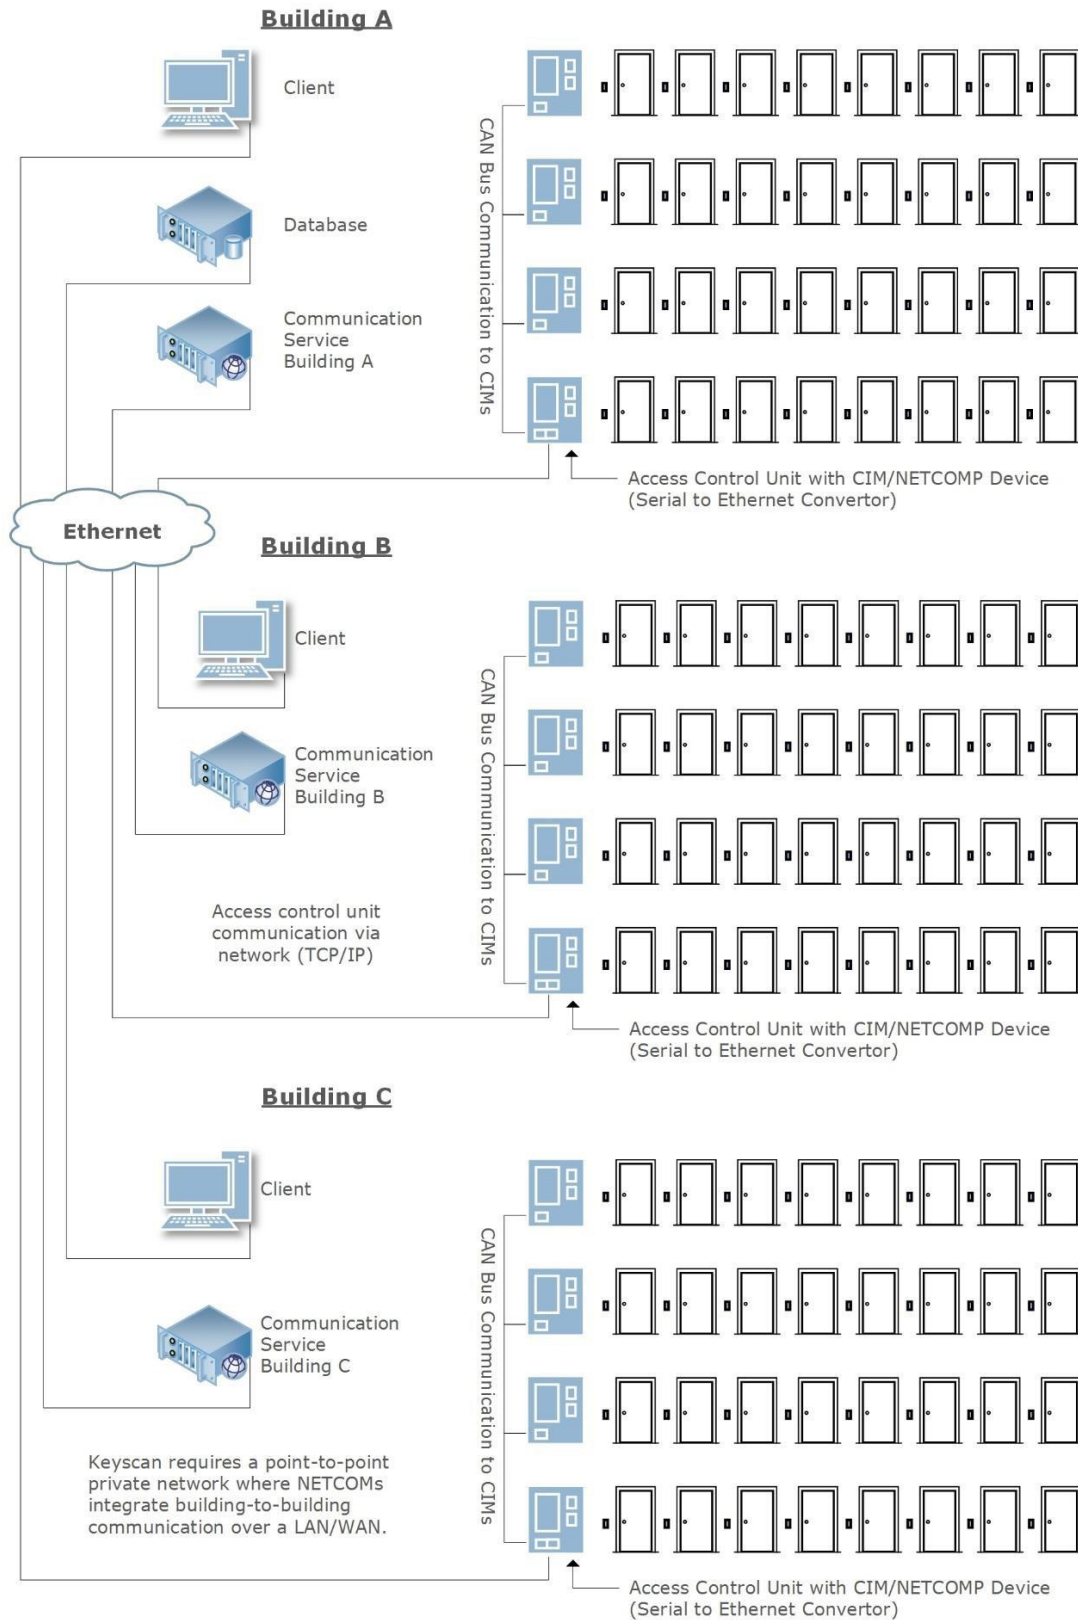 Building A
Client
Database
Communication
Service
Building A
CAN Bus Communication to CIMs
Access Control Unit with CIM/NETCOMP Device
(Serial to Ethernet Convertor)
Ethernet
Building B
Client
Communication
Service
Building B
CAN Bus Communication to CIMs
Access control unit
communication via
network (TCP/IP)
Access Control Unit with CIM/NETCOMP Device
(Serial to Ethernet Convertor)
Building C
Client
Communication
Service
Building C
CAN Bus Communication to CIMs
Keyscan requires a point-to-point
private network where NETCOMs
integrate building-to-building
communication over a LAN/WAN.
Access Control Unit with CIM/NETCOMP Device
(Serial to Ethernet Convertor)